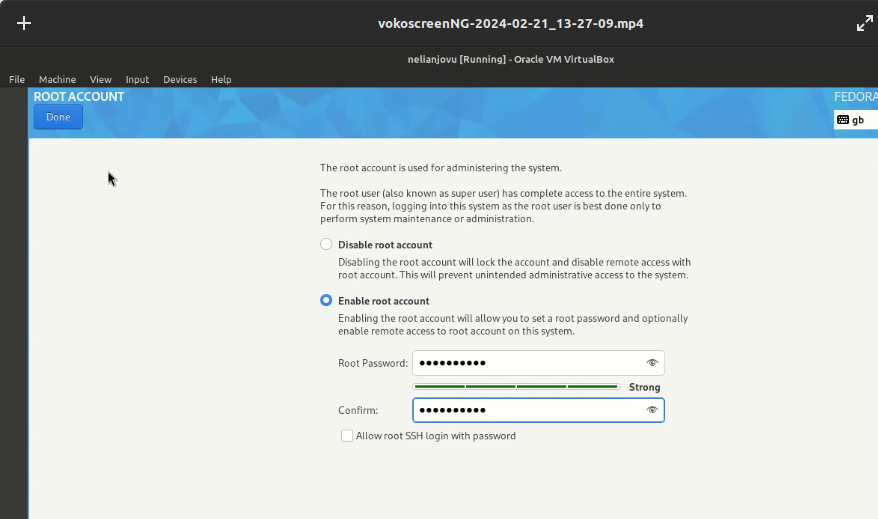 vokoscreenNG-2024-02-21_13-27-09.mp4
nelianjovu [Running] - Oracle VM VirtualBox
File Machine View Input Devices Help
ROOT ACCOUNT
FEDORA
Done
gb
The root account is used for administering the system.
The root user (also known as super user) has complete access to the entire system.
For this reason, logging into this system as the root user is best done only to
perform system maintenance or administration.
Disable root account
Disabling the root account will lock the account and disable remote access with
root account. This will prevent unintended administrative access to the system.
Enable root account
Enabling the root account will allow you to set a root password and optionally
enable remote access to root account on this system.
Root Password: ••••••••••
Strong
Confirm: ••••••••••
Allow root SSH login with password